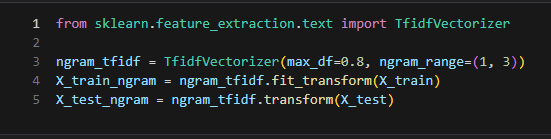 1 from sklearn.feature_extraction.text import TfidfVectorizer
2
3 ngram_tfidf = TfidfVectorizer(max_df=0.8, ngram_range=(1, 3))
4 X_train_ngram = ngram_tfidf.fit_transform(X_train)
5 X_test_ngram = ngram_tfidf.transform(X_test)